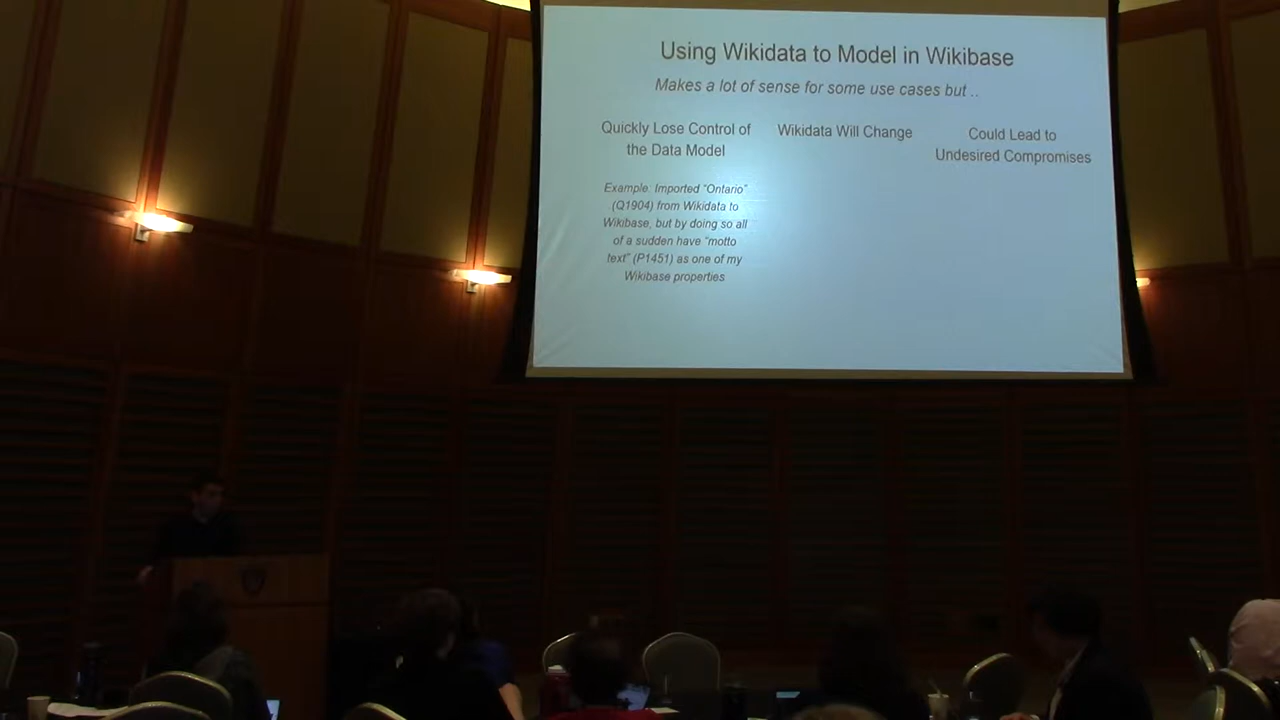 Using Wikidata to Model in Wikibase
Makes a lot of sense for some use cases but ..
Quickly Lose Control of
the Data Model
Example: Imported "Ontario"
(Q1904) from Wikidata to
Wikibase, but by doing so all
of a sudden have "motto
text" (P1451) as one of my
Wikibase properties
Wikidata Will Change
Could Lead to
Undesired Compromises